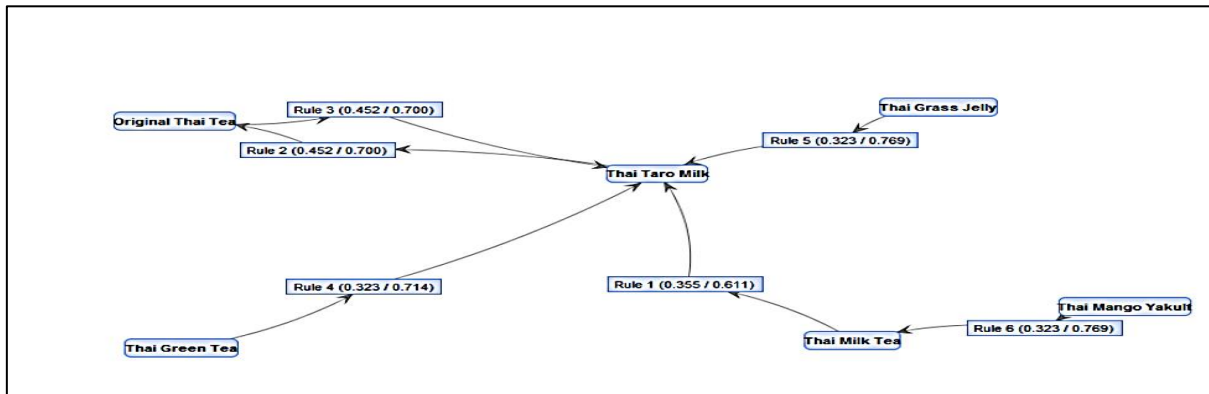 Rule 3 (0.452 / 0.700)
Original Thai Tea
Rule 2 (0.452 / 0.700)
Thai Grass Jelly
Rule 5 (0.323 / 0.769)
Thai Taro Milk
Rule 4 (0.323 / 0.714)
Rule 1 (0.355 / 0.611)
Thai Mango Yakult
Rule 6 (0.323 / 0.769)
Thai Green Tea
Thai Milk Tea